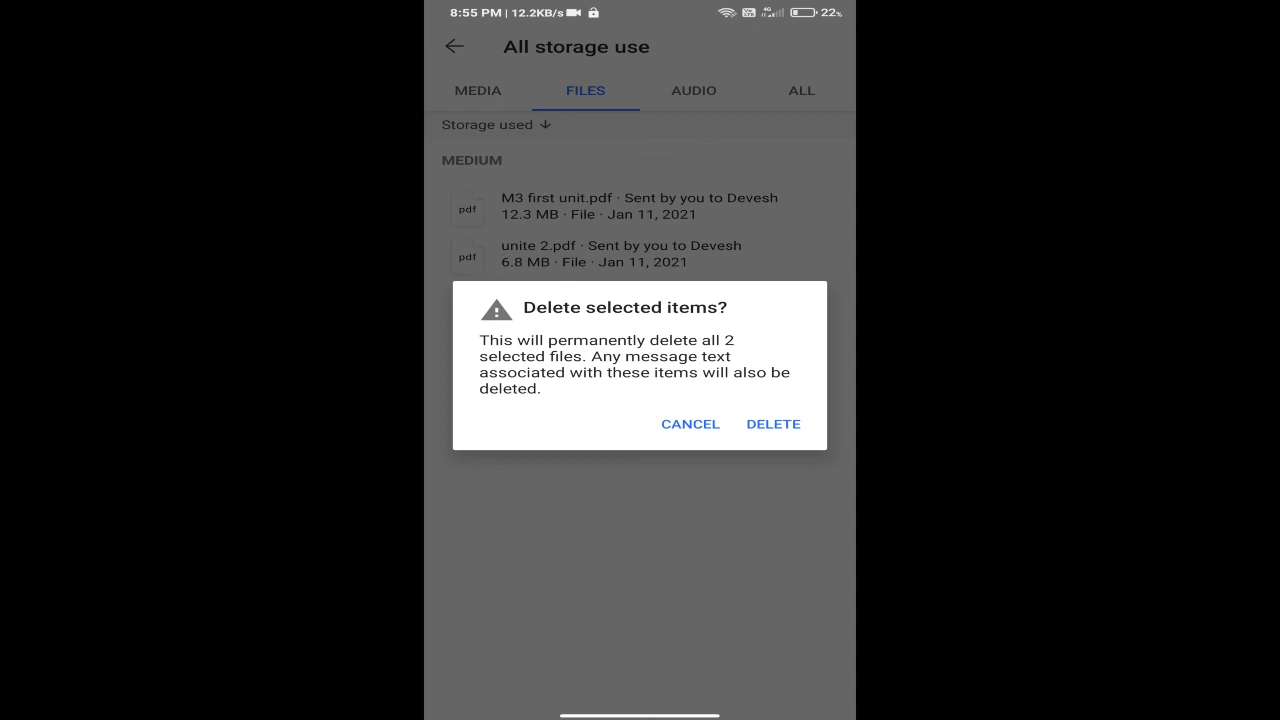 8:55 PM | 12.2KB/s 22%
All storage use
MEDIA FILES AUDIO ALL
Storage used
MEDIUM
pdf M3 first unit.pdf · Sent by you to Devesh
12.3 MB · File · Jan 11, 2021
pdf unite 2.pdf · Sent by you to Devesh
6.8 MB · File · Jan 11, 2021
Delete selected items?
This will permanently delete all 2
selected files. Any message text
associated with these items will also be
deleted.
CANCEL DELETE